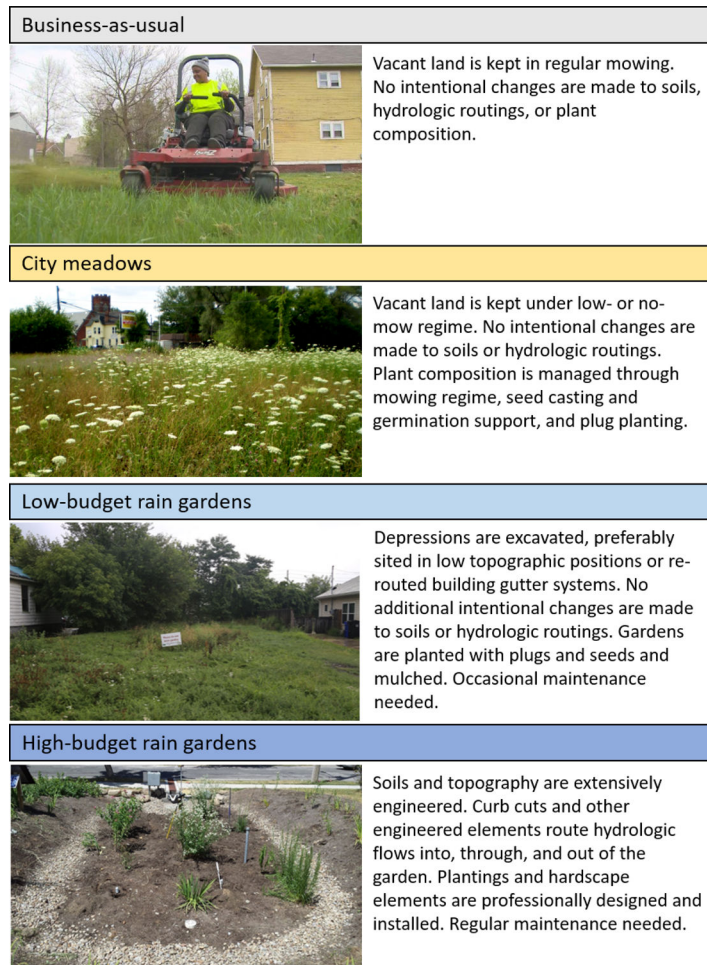 Business-as-usual
Vacant land is kept in regular mowing.
No intentional changes are made to soils,
hydrologic routings, or plant
composition.
City meadows
Vacant land is kept under low- or no-
mow regime. No intentional changes are
made to soils or hydrologic routings.
Plant composition is managed through
mowing regime, seed casting and
germination support, and plug planting.
Low-budget rain gardens
Depressions are excavated, preferably
sited in low topographic positions or re-
routed building gutter systems. No
additional intentional changes are made
to soils or hydrologic routings. Gardens
are planted with plugs and seeds and
mulched. Occasional maintenance
needed.
High-budget rain gardens
Soils and topography are extensively
engineered. Curb cuts and other
engineered elements route hydrologic
flows into, through, and out of the
garden. Plantings and hardscape
elements are professionally designed and
installed. Regular maintenance needed.